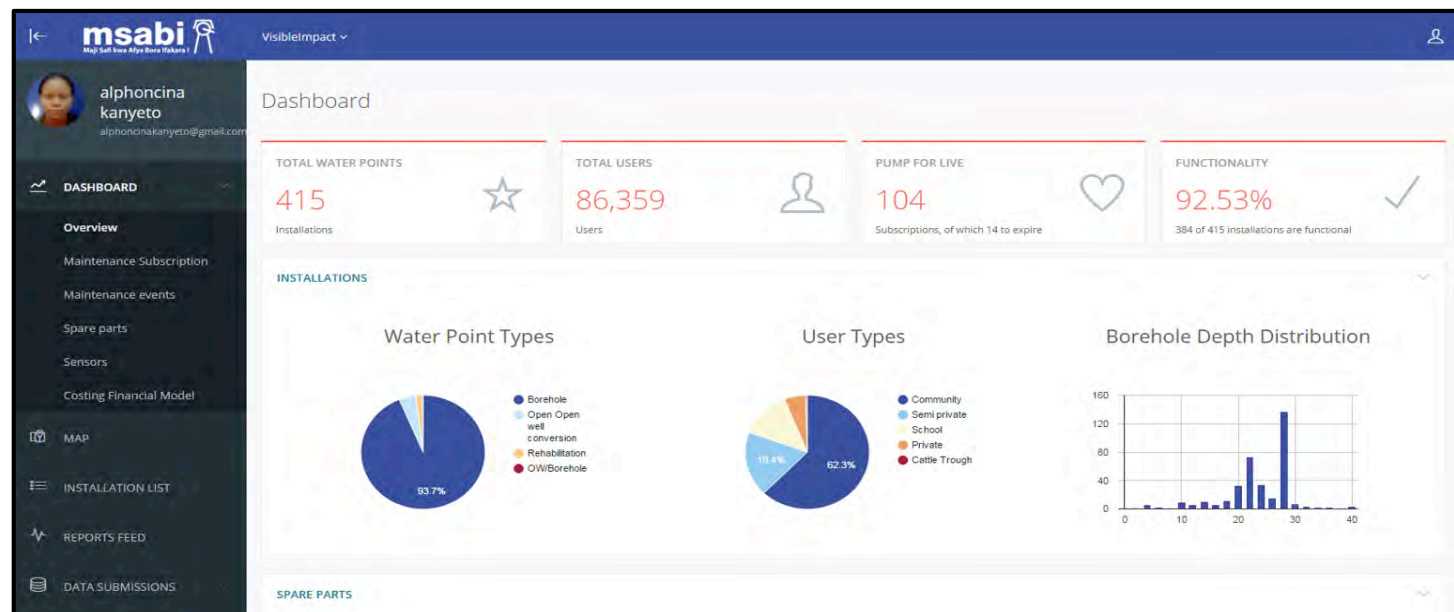 msabi
Maji Safi kwa Afya Bora Ifakara !
VisibleImpact
alphoncina
kanyeto
alphoncinakanyeto@gmail.com
DASHBOARD
Overview
Maintenance Subscription
Maintenance events
Spare parts
Sensors
Costing Financial Model
MAP
INSTALLATION LIST
REPORTS FEED
DATA SUBMISSIONS
Dashboard
TOTAL WATER POINTS
415
Installations
TOTAL USERS
86,359
Users
PUMP FOR LIVE
104
Subscriptions, of which 14 to expire
FUNCTIONALITY
92.53%
384 of 415 installations are functional
INSTALLATIONS
Water Point Types
93.7%
Borehole
Open Open
well
conversion
Rehabilitation
OW/Borehole
User Types
62.3%
Community
Semi private
School
Private
Cattle Trough
Borehole Depth Distribution
160
120
80
40
0
0 10 20 30 40
SPARE PARTS